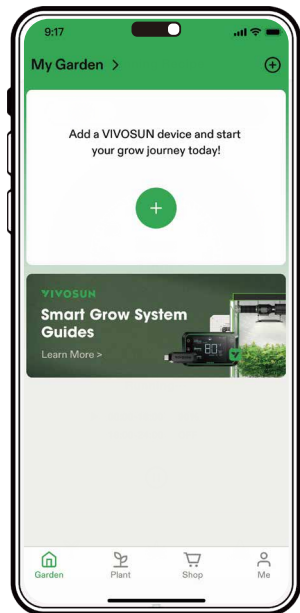 9:17
My Garden >
Add a VIVOSUN device and start
your grow journey today!
VIVOSUN
Smart Grow System
Guides
Learn More >
80
Garden
Plant
Shop
Me